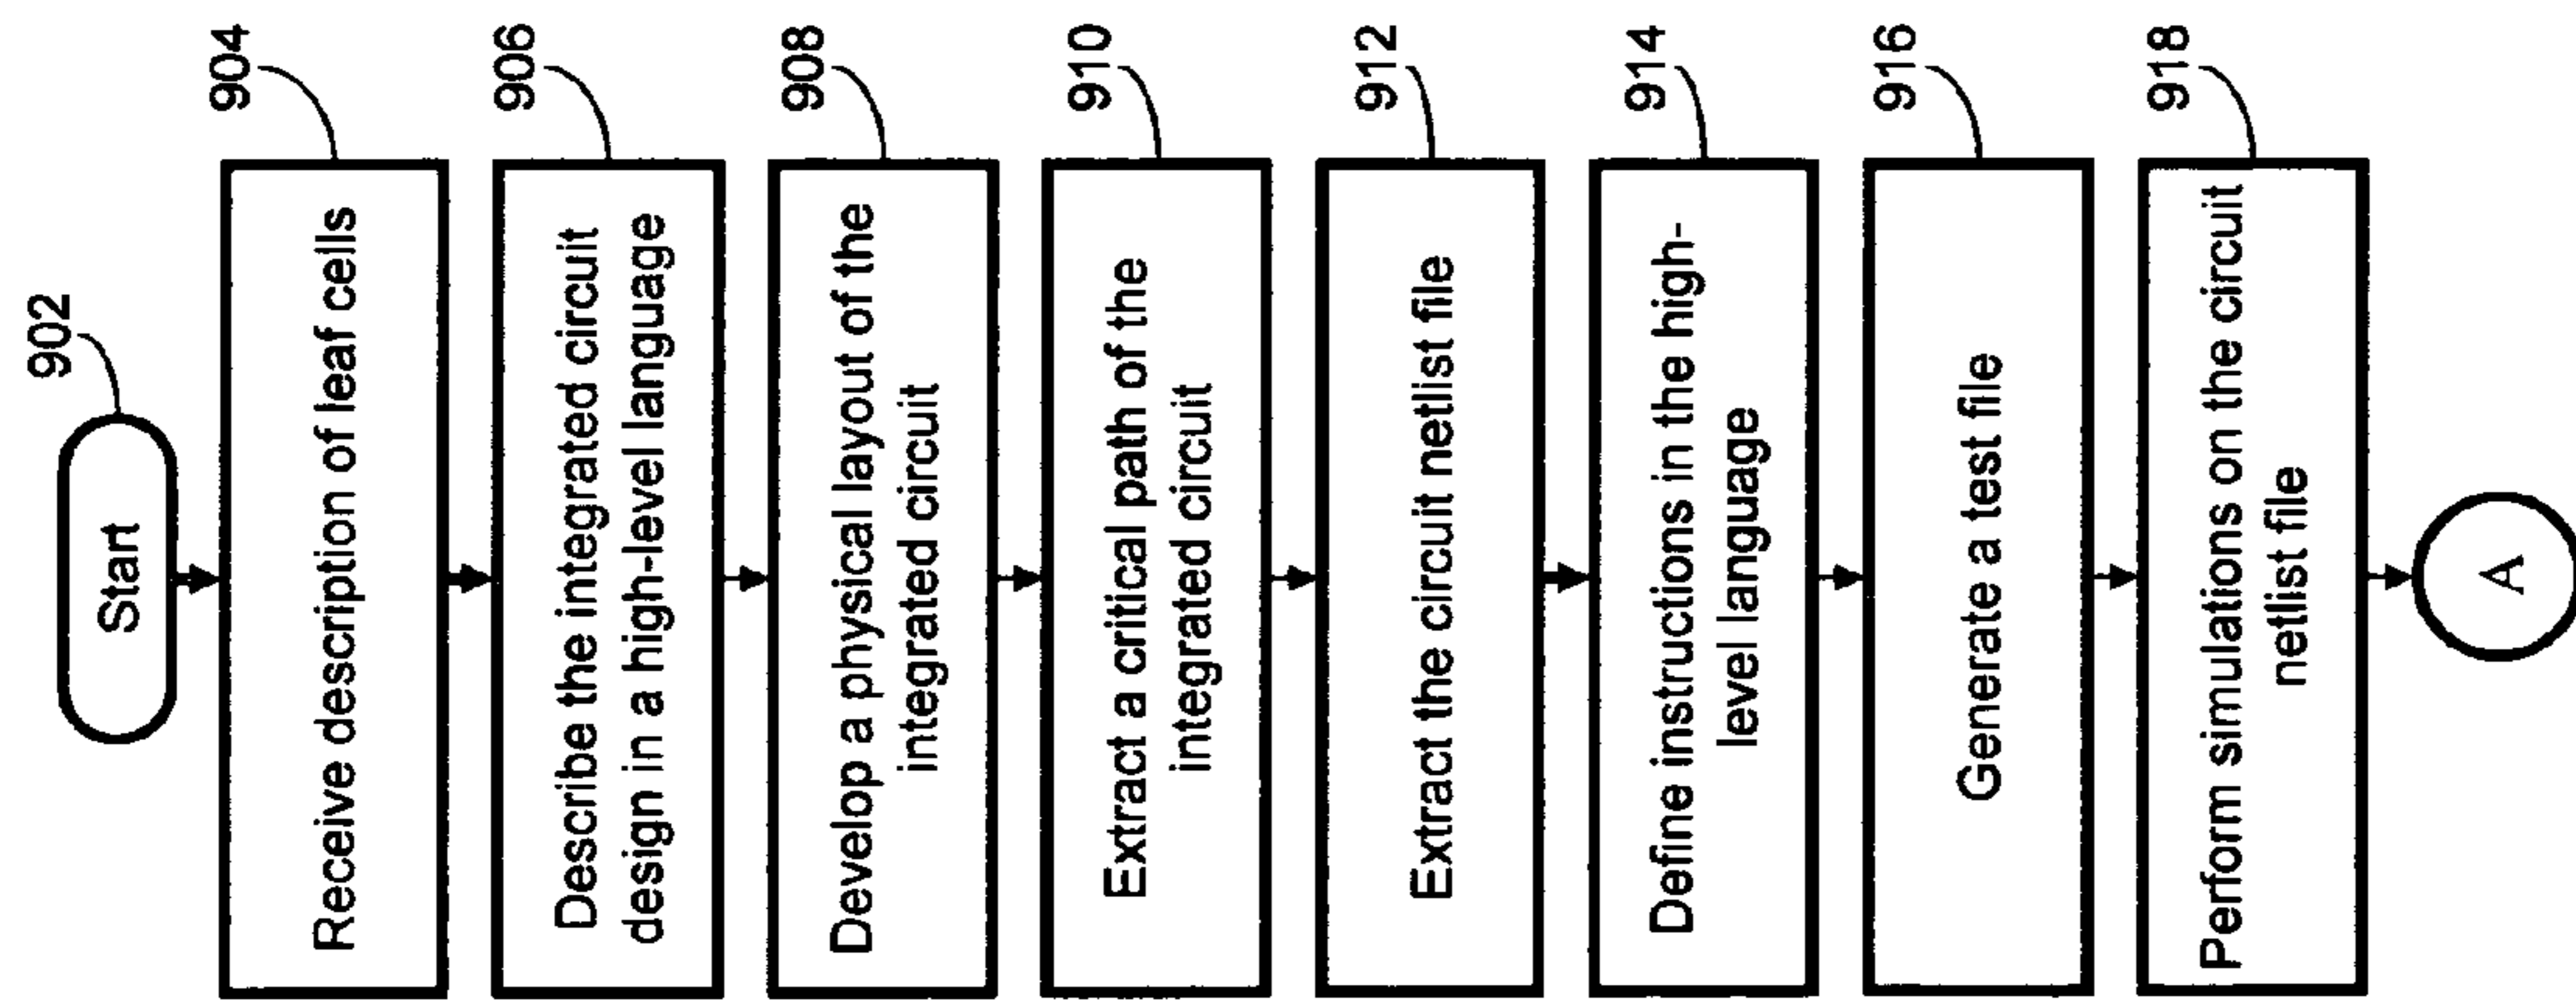 902
Start
904
Receive description of leaf cells
906
Describe the integrated circuit
design in a high-level language
908
Develop a physical layout of the
integrated circuit
910
Extract a critical path of the
integrated circuit
912
Extract the circuit netlist file
914
Define instructions in the high-
level language
916
Generate a test file
918
Perform simulations on the circuit
netlist file
A